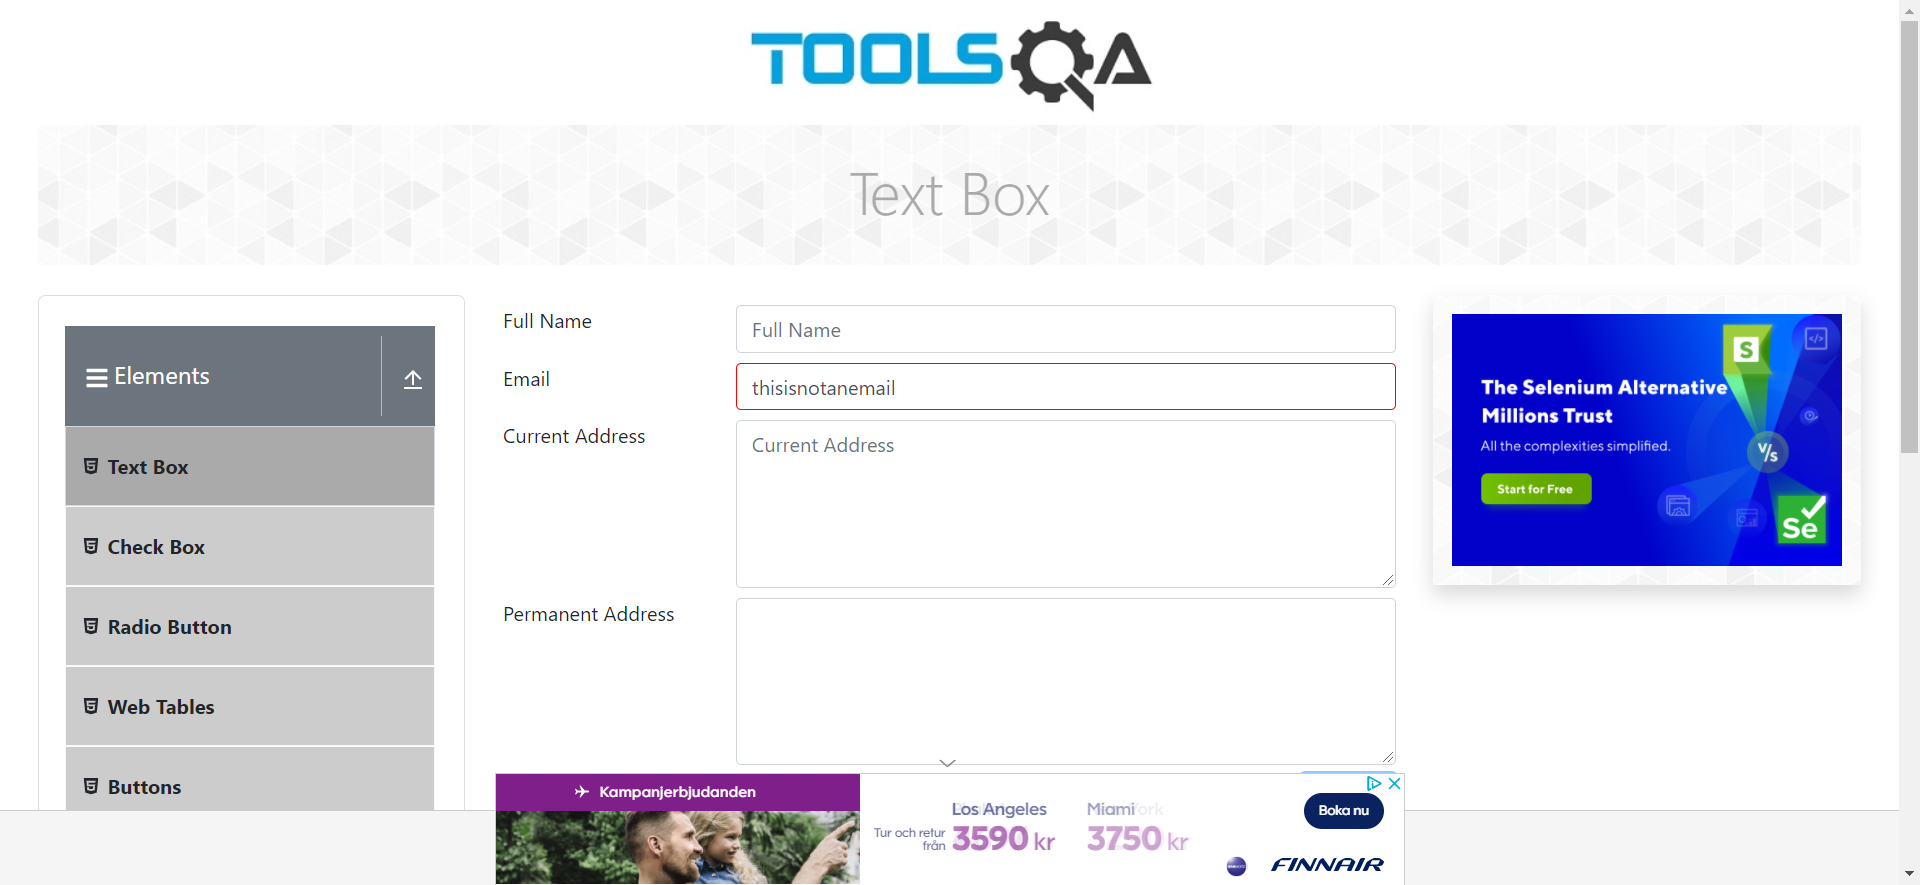 TOOLSQA
Text Box
Elements
Text Box
Check Box
Radio Button
Web Tables
Buttons
Full Name
Full Name
Email
thisisnotanemail
Current Address
Current Address
Permanent Address
The Selenium Alternative
Millions Trust
All the complexities simplified.
Start for Free
S
V/s
</>
Se
Kampanjerbjudanden
Tur och retur
från
Los Angeles
3590 kr
Miami
3750 kr
Boka nu
FINNAIR